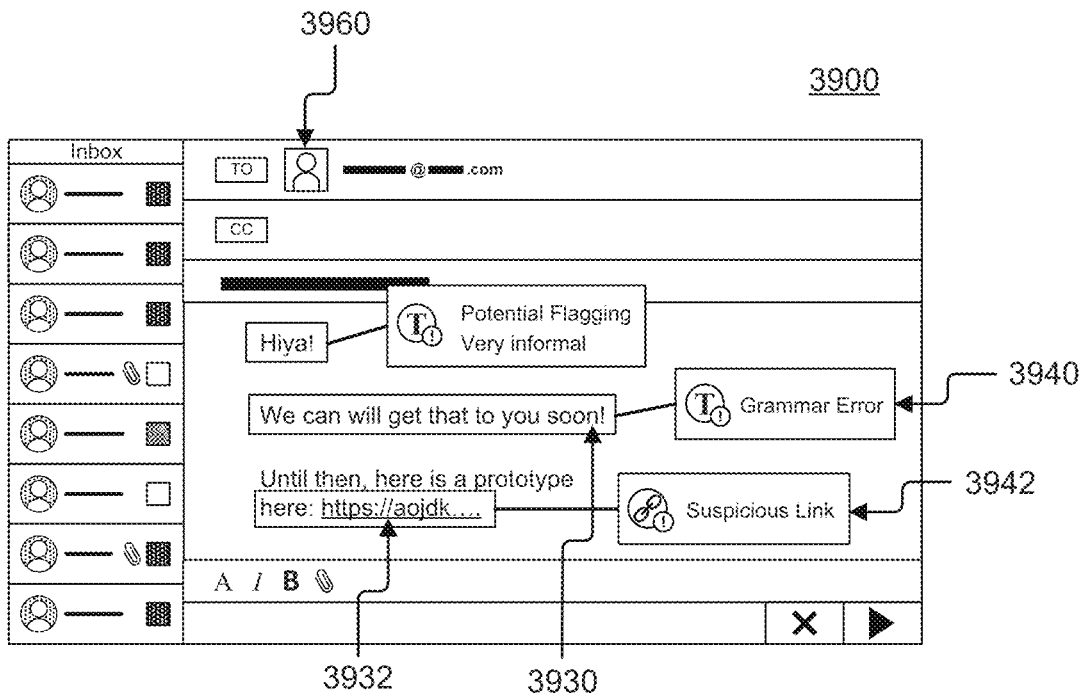 3960
3900
Inbox
TO
@ .com
CC
Potential Flagging
Very informal
Hiya!
3940
We can will get that to you soon!
Grammar Error
Until then, here is a prototype
here: https://aojdk....
3942
Suspicious Link
A I B
3932
3930